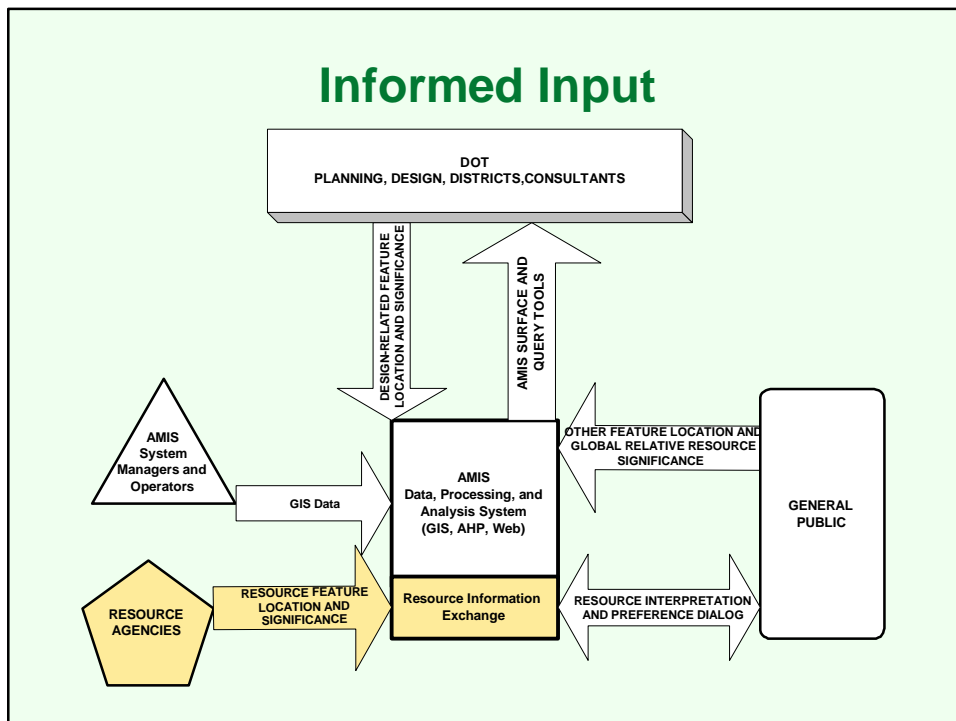 Informed Input
DOT
PLANNING, DESIGN, DISTRICTS,CONSULTANTS
DESIGN-RELATED FEATURE
LOCATION AND SIGNIFICANCE
AMIS SURFACE AND
QUERY TOOLS
AMIS
System
Managers and
Operators
GIS Data
AMIS
Data, Processing, and
Analysis System
(GIS, AHP, Web)
OTHER FEATURE LOCATION AND
GLOBAL RELATIVE RESOURCE
SIGNIFICANCE
GENERAL
PUBLIC
RESOURCE
AGENCIES
RESOURCE FEATURE
LOCATION AND
SIGNIFICANCE
Resource Information
Exchange
RESOURCE INTERPRETATION
AND PREFERENCE DIALOG